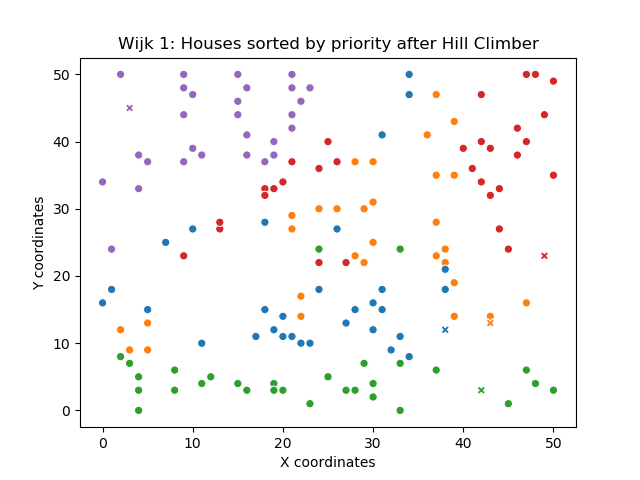 Wijk 1: Houses sorted by priority after Hill Climber
50
40
30
20
10
0
Y coordinates
0 10 20 30 40 50
X coordinates